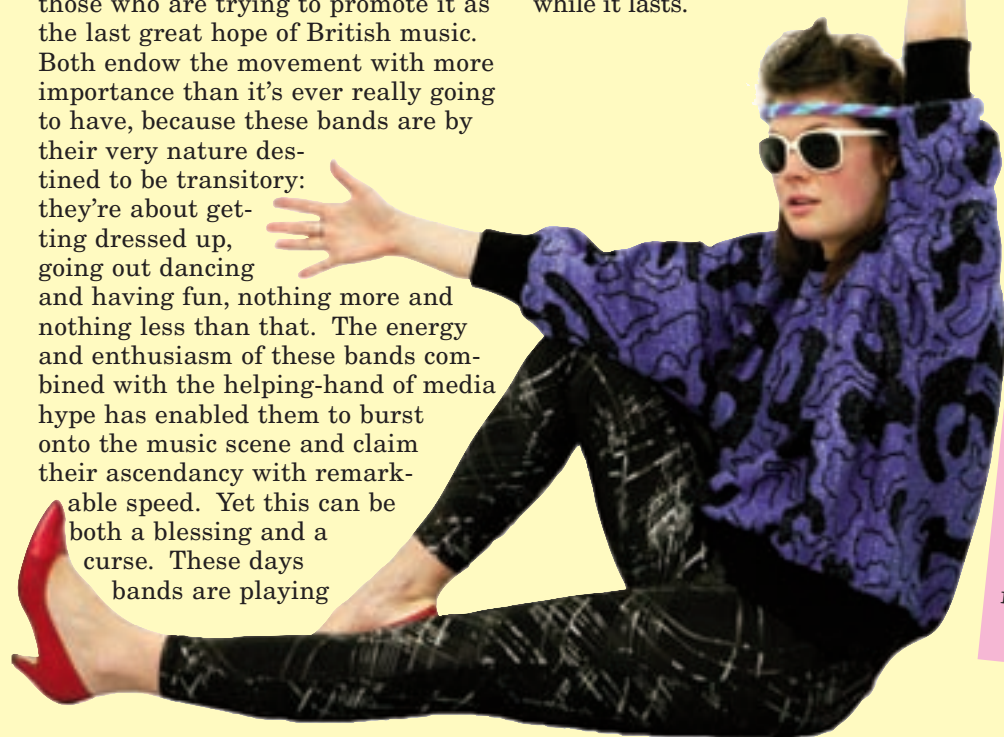 those who are trying to promote it as
the last great hope of British music.
Both endow the movement with more
importance than it's ever really going
to have, because these bands are by
their very nature des-
tined to be transitory:
they're about get-
ting dressed up,
going out dancing
and having fun, nothing more and
nothing less than that.  The energy
and enthusiasm of these bands com-
bined with the helping-hand of media
hype has enabled them to burst
onto the music scene and claim
their ascendancy with remark-
able speed.  Yet this can be
both a blessing and a
curse.  These days
bands are playing
while it lasts.